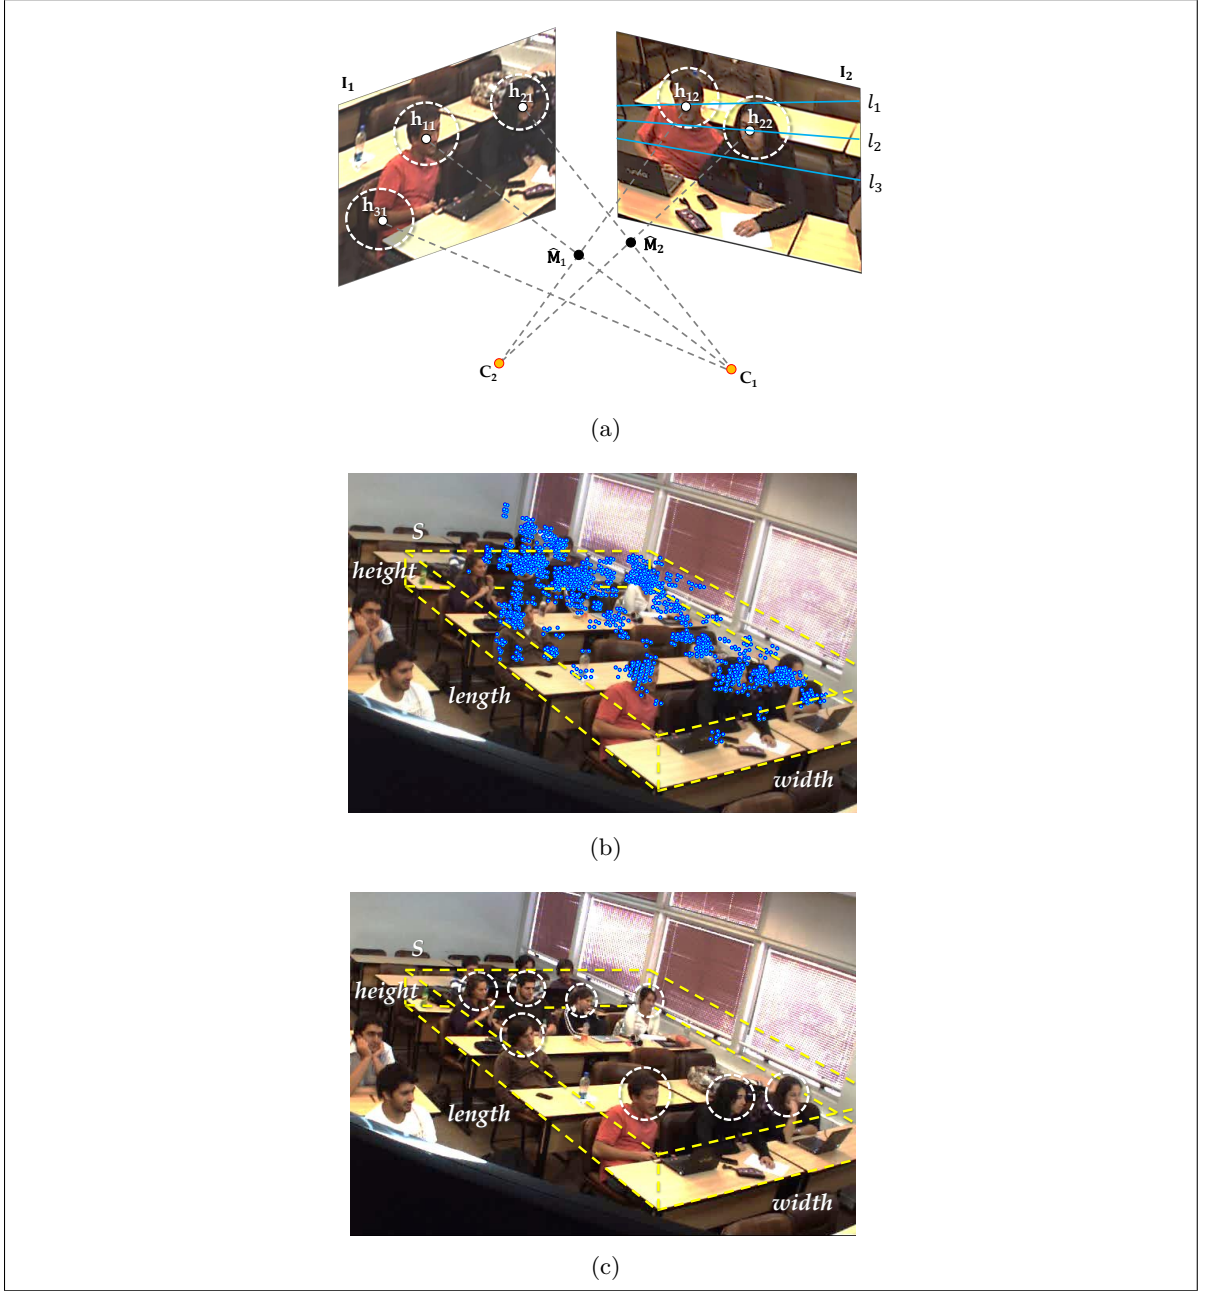 I₁
h₁₁
h₂₁
h₃₁
I₂
h₁₂
h₂₂
l₁
l₂
l₃
M̂₁
M̂₂
C₂
C₁
(a)
S
height
length
width
(b)
S
height
length
width
(c)